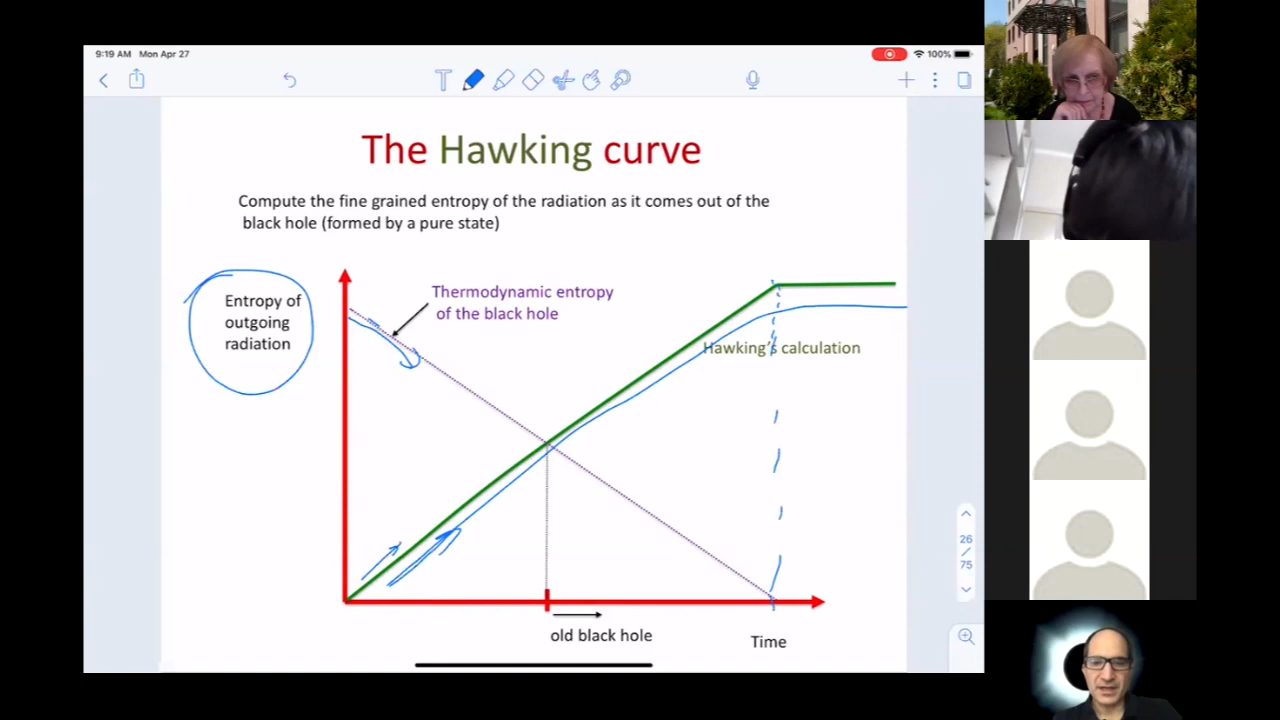 9:19 AM Mon Apr 27
100%
The Hawking curve
Compute the fine grained entropy of the radiation as it comes out of the
black hole (formed by a pure state)
Entropy of
outgoing
radiation
Thermodynamic entropy
of the black hole
Hawking's calculation
old black hole
Time
26
/
75